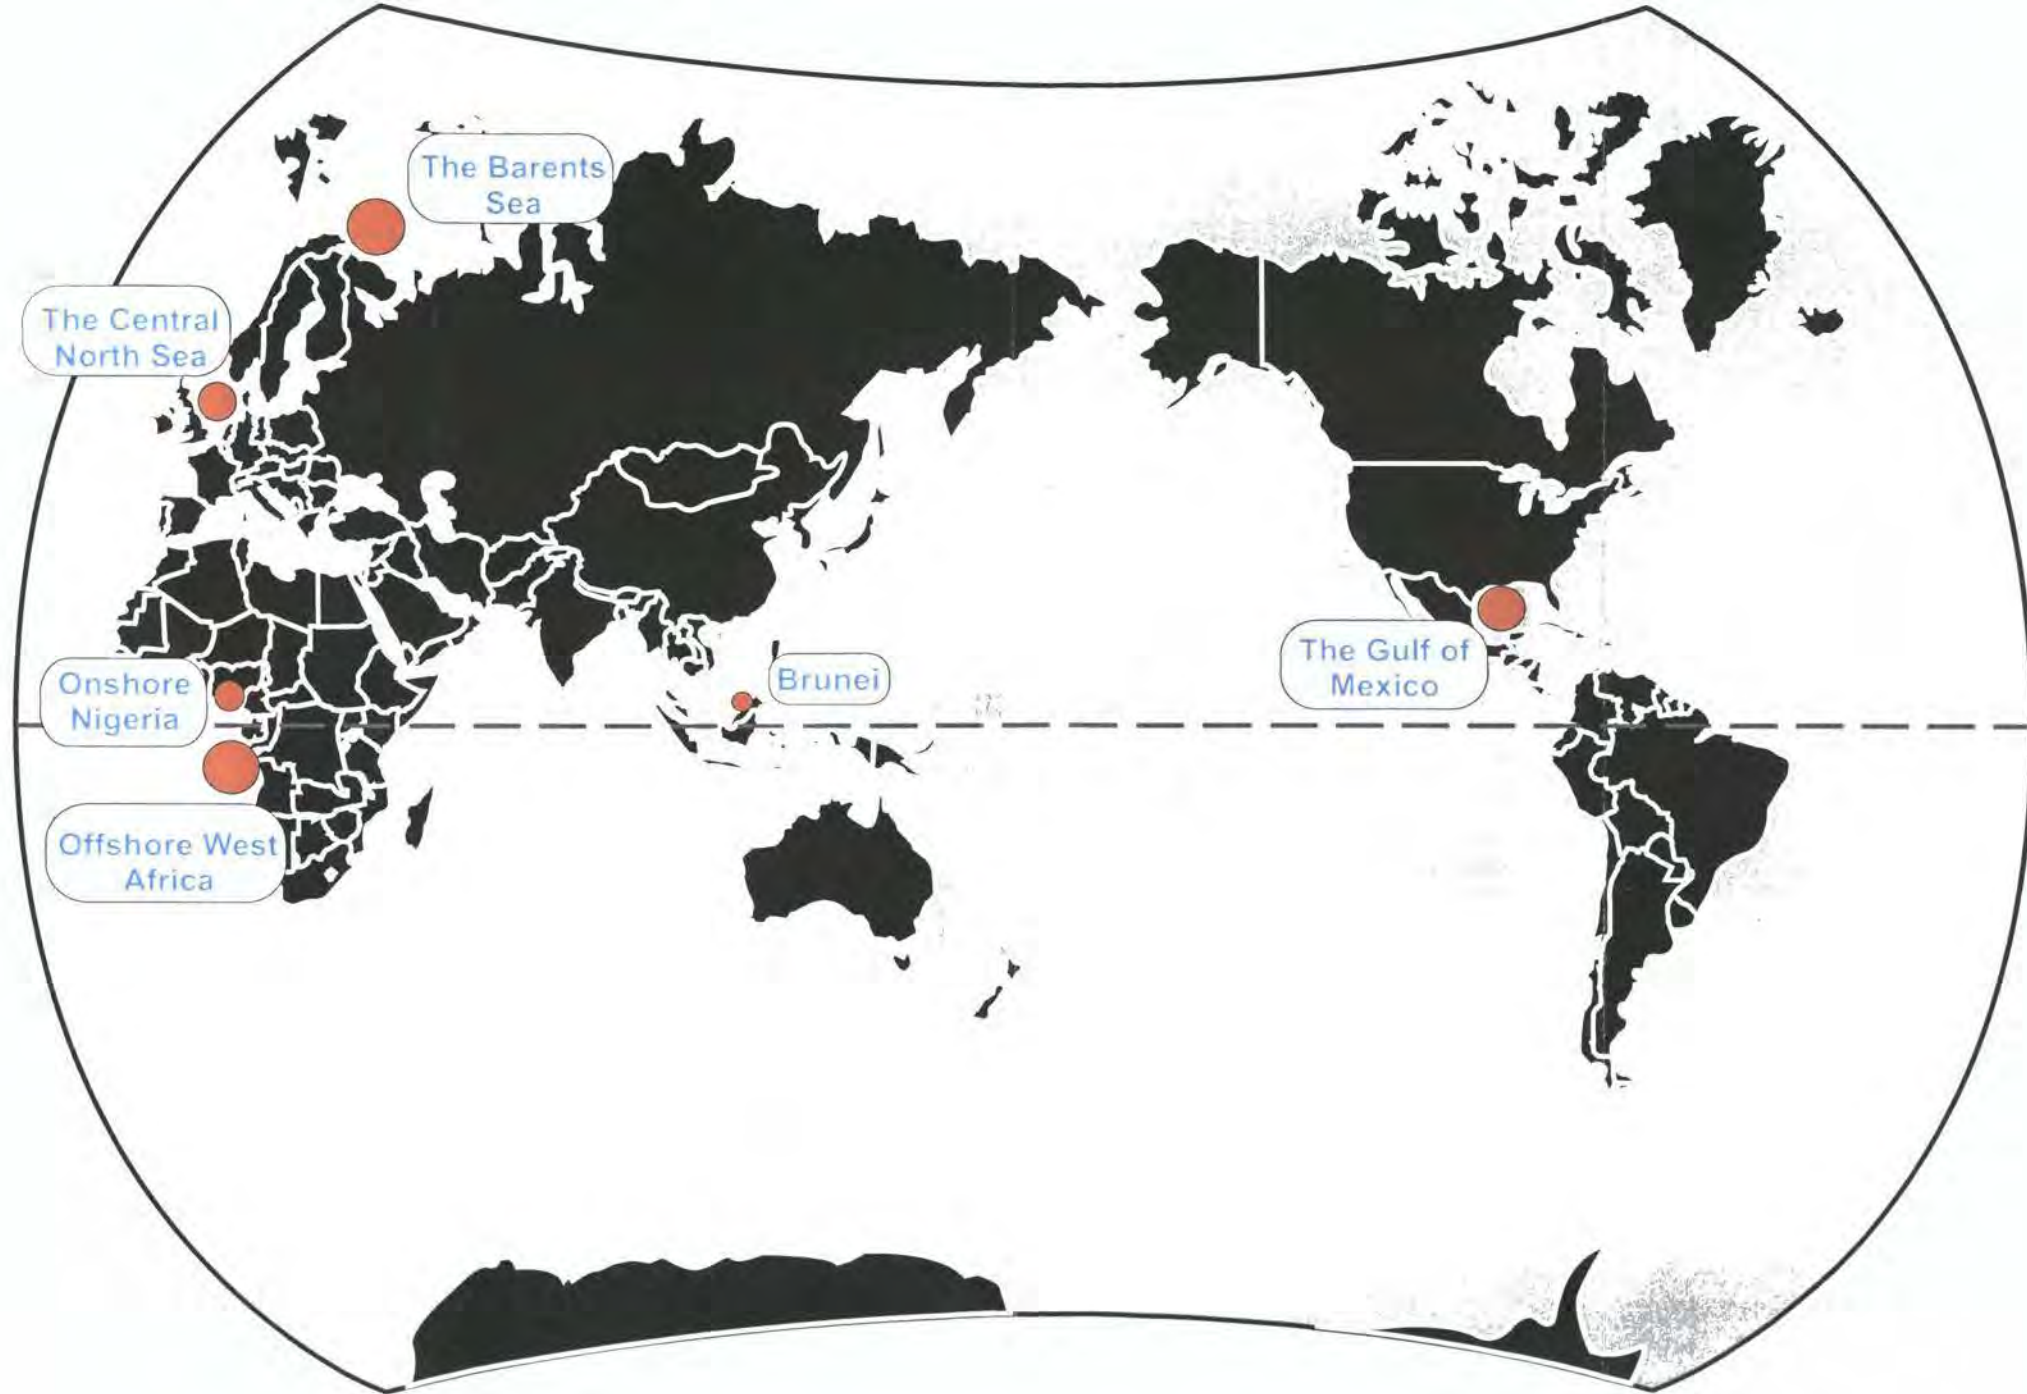 The Barents
Sea
The Central
North Sea
Onshore
Nigeria
Brunei
The Gulf of
Mexico
Offshore West
Africa